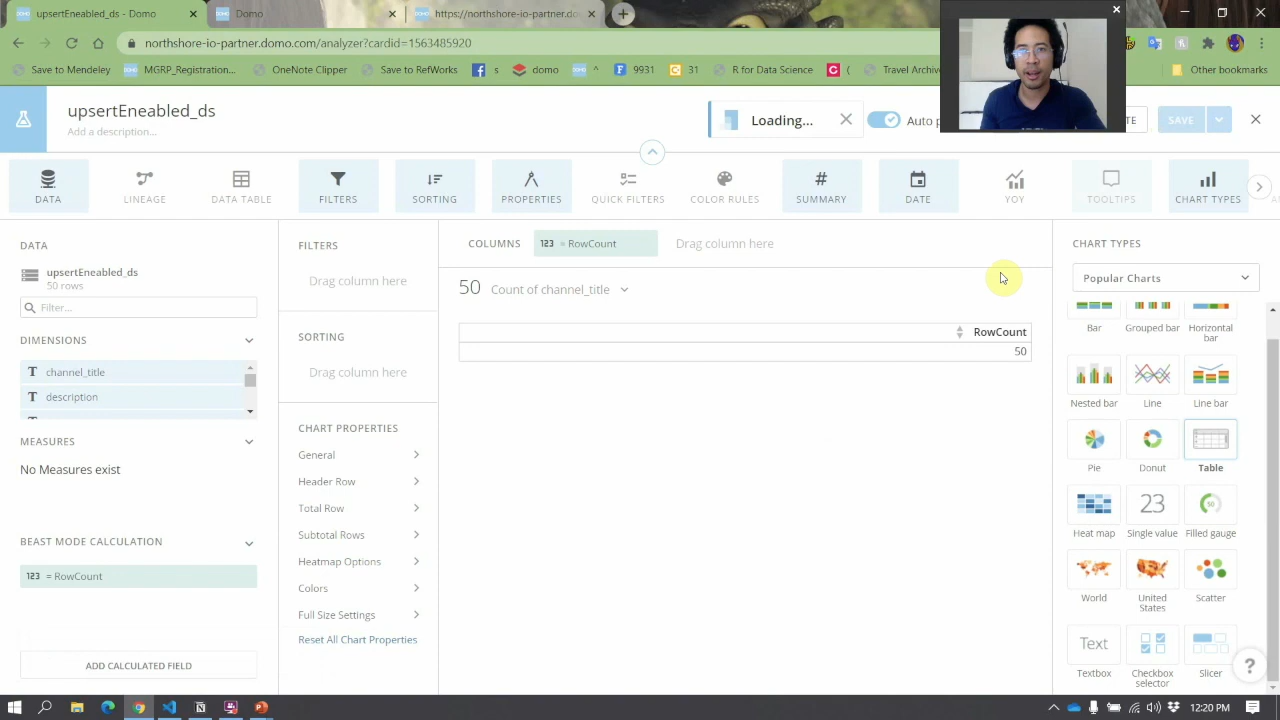 upsertEneabled_ds - Domo
Domo
https://northshore-io-partner.do
northshore-io-partner.domo.com/analyzer?cardid=1563485920
Save to Mendeley
MGRP_Registration...
OneNote Clipper
Save to RefWorks
s
domo
^
9931
31
R for Data Science
(
Travel Archive
Other bookmarks
upsertEneabled_ds
Add a description...
Loading...
Auto p
TE
SAVE
DATA
LINEAGE
DATA TABLE
FILTERS
SORTING
PROPERTIES
QUICK FILTERS
COLOR RULES
SUMMARY
DATE
YOY
TOOLTIPS
CHART TYPES
DATA
upsertEneabled_ds
50 rows
Filter...
DIMENSIONS
channel_title
description
MEASURES
No Measures exist
BEAST MODE CALCULATION
123 = RowCount
ADD CALCULATED FIELD
FILTERS
Drag column here
SORTING
Drag column here
CHART PROPERTIES
General
Header Row
Total Row
Subtotal Rows
Heatmap Options
Colors
Full Size Settings
Reset All Chart Properties
COLUMNS
123 = RowCount
Drag column here
50 Count of channel_title
RowCount
50
CHART TYPES
Popular Charts
Bar
Grouped bar
Horizontal bar
Nested bar
Line
Line bar
Pie
Donut
Table
Heat map
23
Single value
50
Filled gauge
World
United States
Scatter
Text
Textbox
Checkbox selector
Slicer
?
12:20 PM